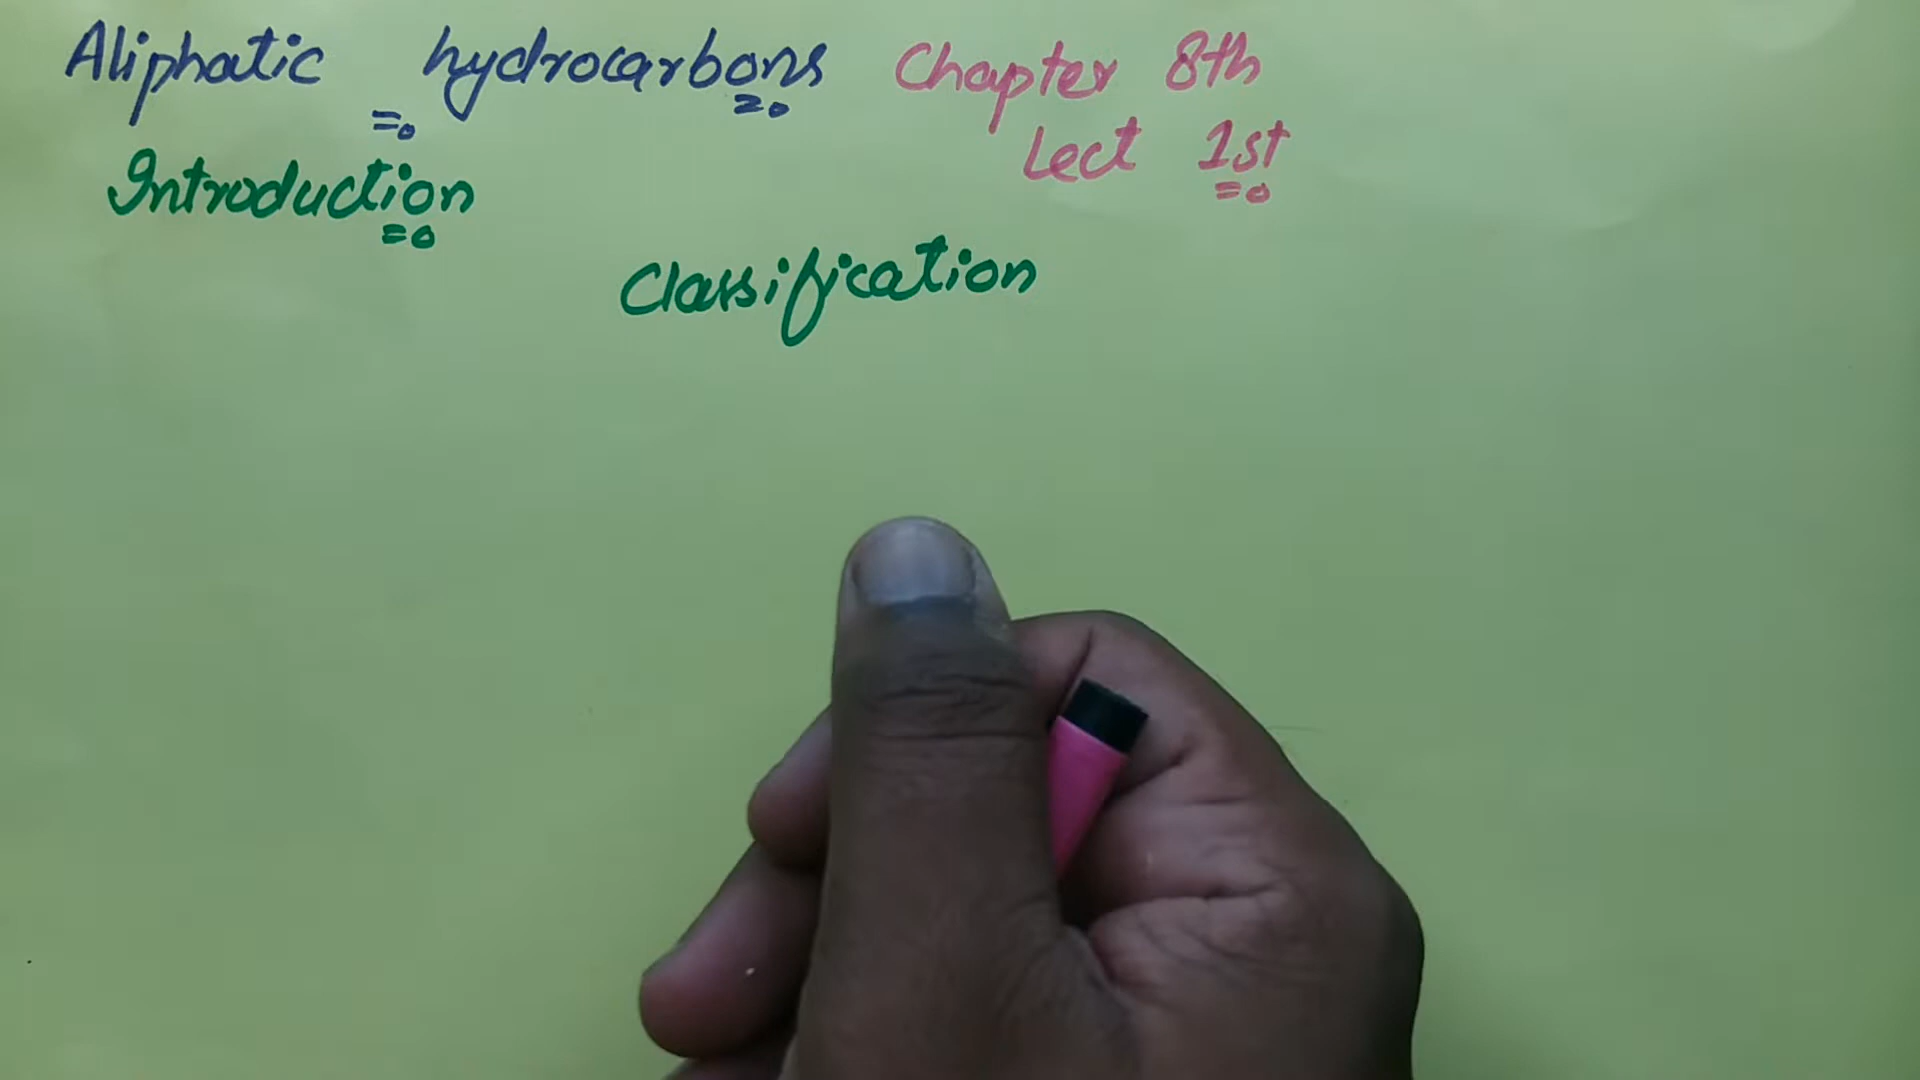 Aliphatic hydrocarbons
Chapter 8th
Lect 1st
Introduction
Classification